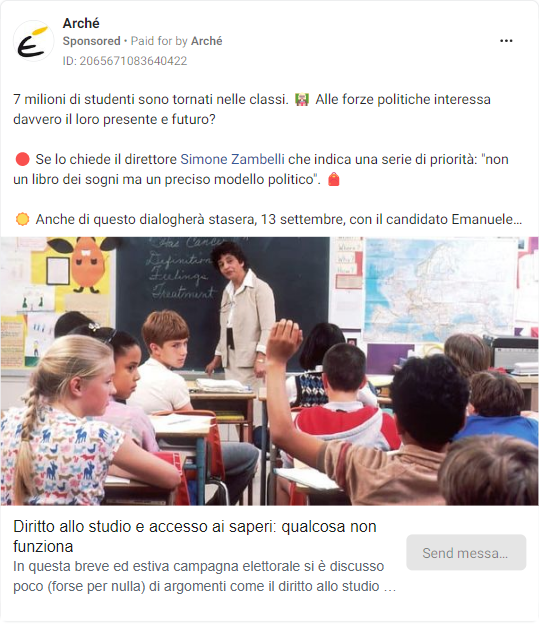 Arché
Sponsored • Paid for by Arché
ID: 2065671083640422
7 milioni di studenti sono tornati nelle classi. 👪 Alle forze politiche interessa
davvero il loro presente e futuro?
🔴 Se lo chiede il direttore Simone Zambelli che indica una serie di priorità: "non
un libro dei sogni ma un preciso modello politico". 🎒
🌞 Anche di questo dialogherà stasera, 13 settembre, con il candidato Emanuele...
Has Cancer
Definition
Feelings
Treatment
Diritto allo studio e accesso ai saperi: qualcosa non
funziona
In questa breve ed estiva campagna elettorale si è discusso
poco (forse per nulla) di argomenti come il diritto allo studio ...
Send messa...